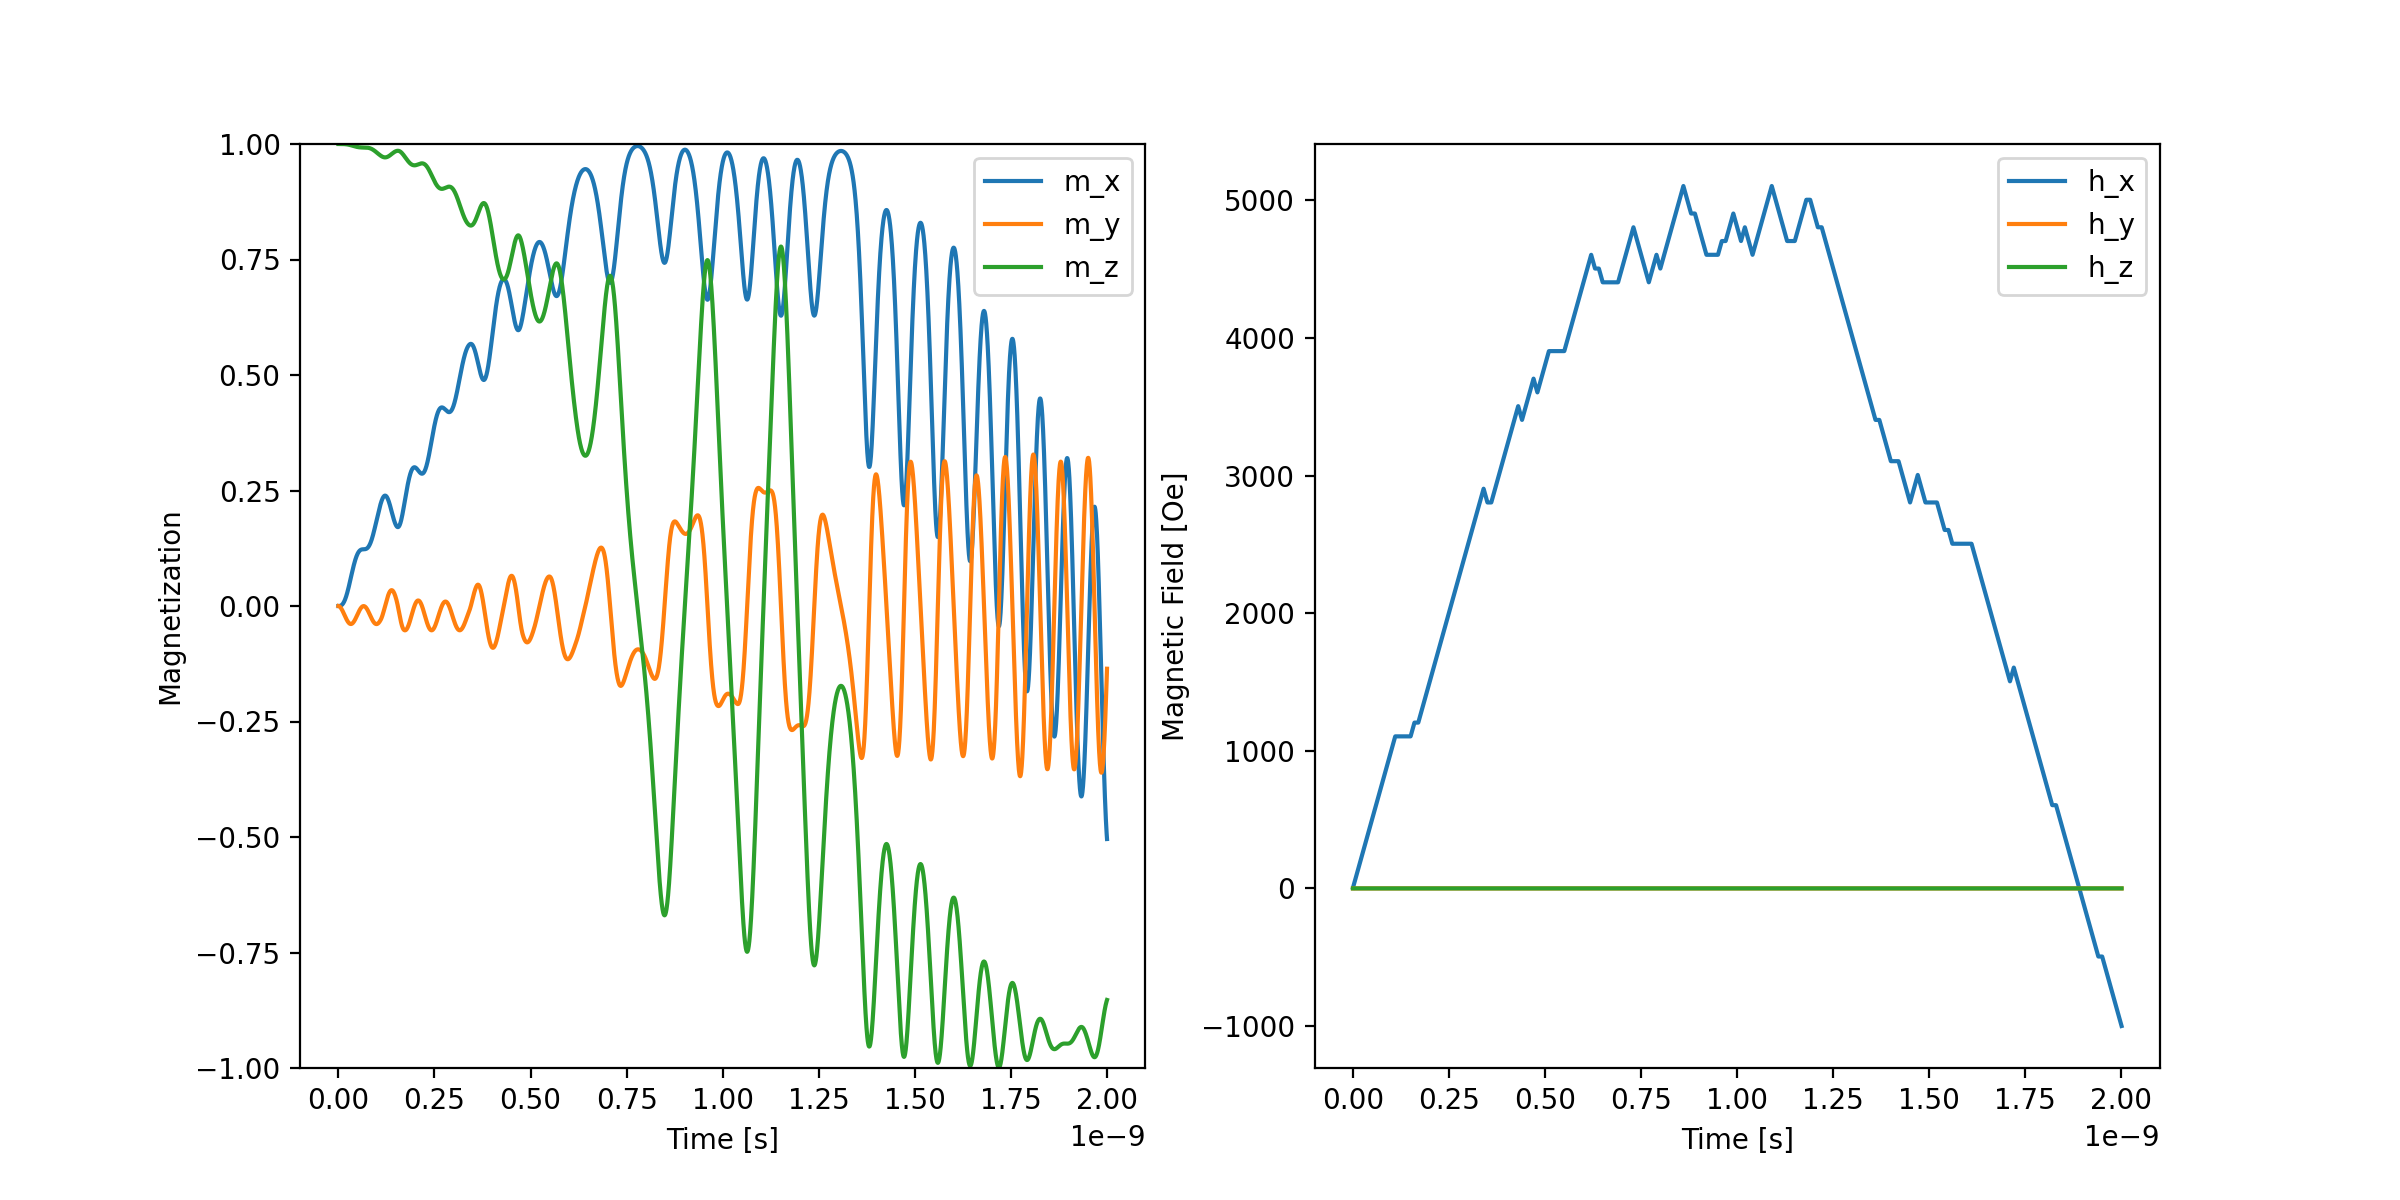 1.00
0.75
0.50
0.25
0.00
−0.25
−0.50
−0.75
−1.00
Magnetization
0.00 0.25 0.50 0.75 1.00 1.25 1.50 1.75 2.00
1e−9
Time [s]
m_x
m_y
m_z
5000
4000
3000
2000
1000
0
−1000
Magnetic Field [Oe]
0.00 0.25 0.50 0.75 1.00 1.25 1.50 1.75 2.00
1e−9
Time [s]
h_x
h_y
h_z